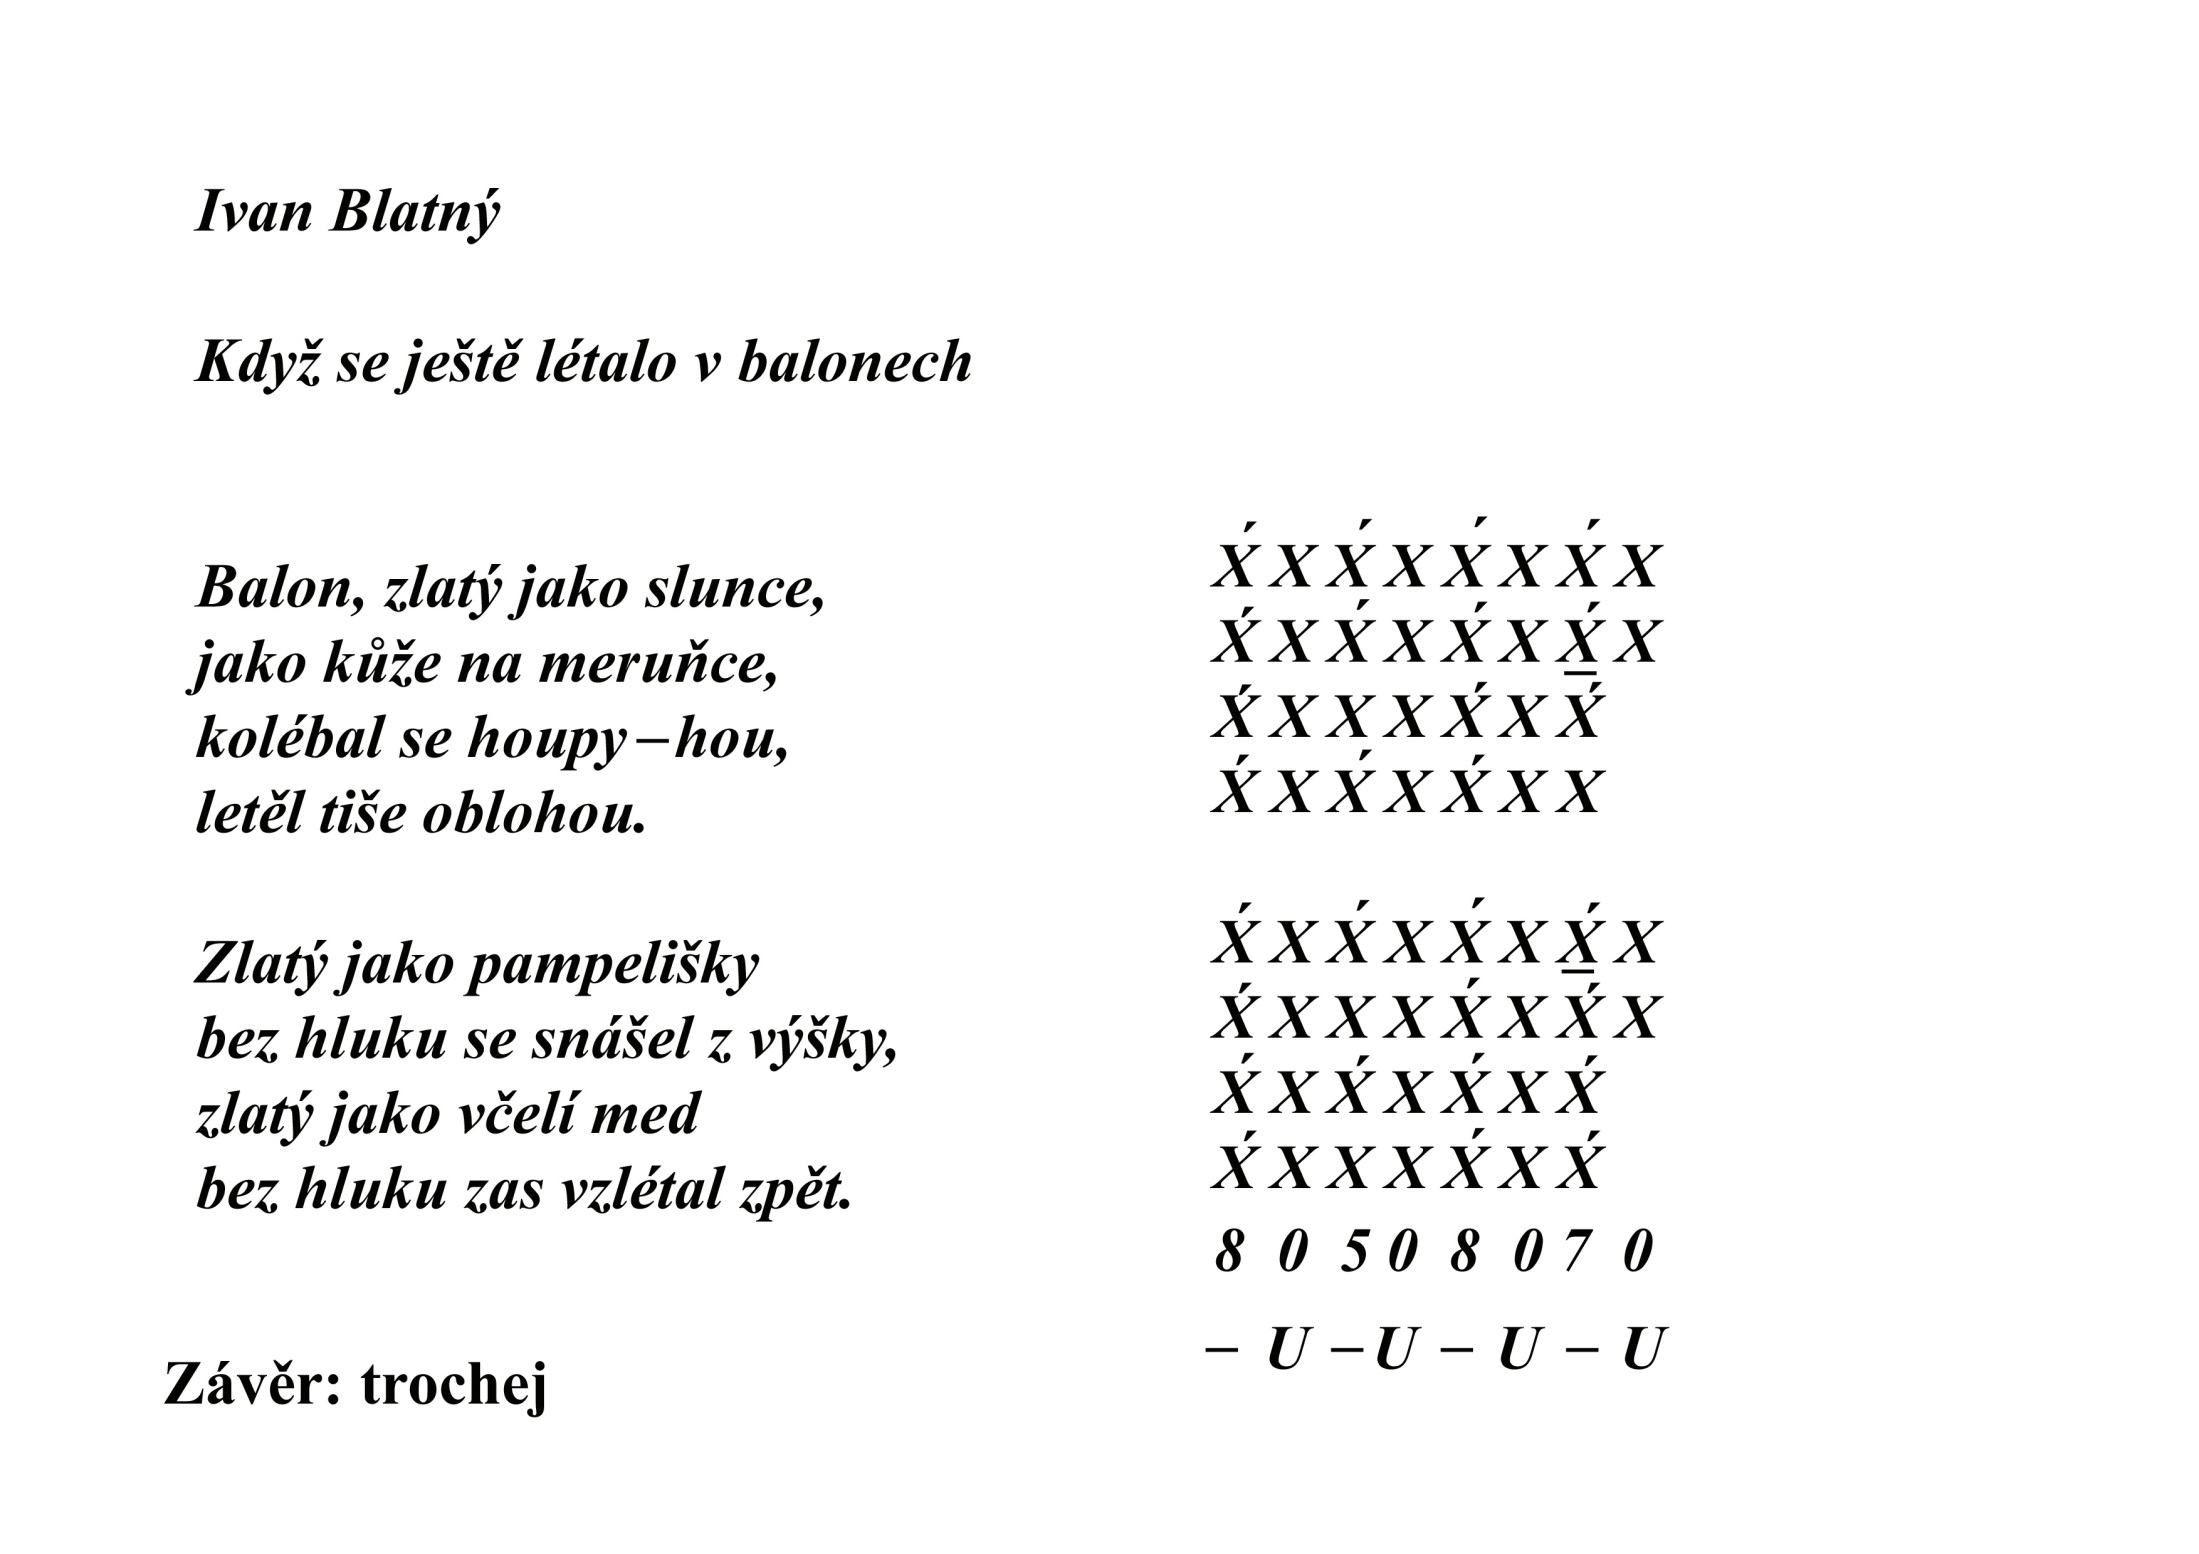 Ivan Blatný
Když se ještě létalo v balonech
Balon, zlatý jako slunce,
jako kůže na meruňce,
kolébal se houpy–hou,
letěl tiše oblohou.
Zlatý jako pampelišky
bez hluku se snášel z výšky,
zlatý jako včelí med
bez hluku zas vzlétal zpět.
Závěr: trochej
X́ X X́ X X́ X X́ X
X́ X X́ X X́ X X́ X
X́ X X X X́ X X́
X́ X X́ X X́ X X
X́ X X́ X X́ X X́ X
X́ X X X X́ X X́ X
X́ X X́ X X́ X X́
X́ X X X X́ X X́
8 0 5 0 8 0 7 0
– U – U – U – U